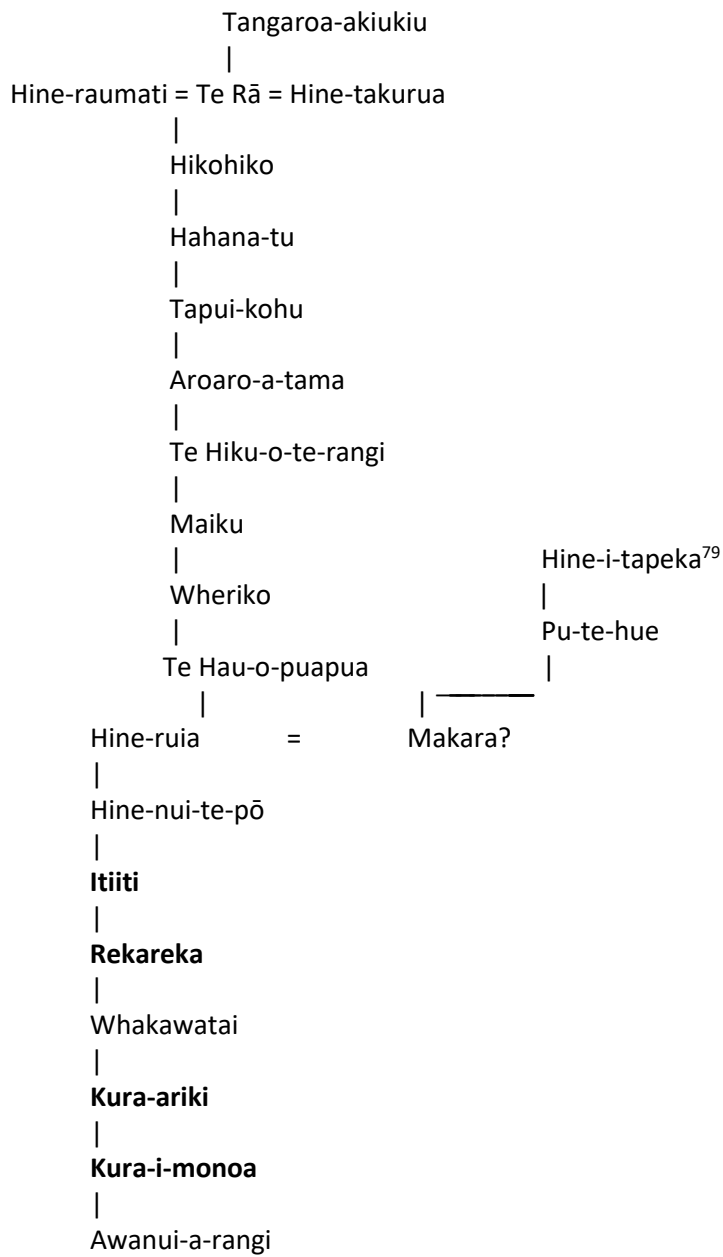 Tangaroa-akiukiu
|
Hine-raumati = Te Rā = Hine-takurua
|
Hikohiko
|
Hahana-tu
|
Tapui-kohu
|
Aroaro-a-tama
|
Te Hiku-o-te-rangi
|
Maiku
| Hine-i-tapeka79
Wheriko |
| Pu-te-hue
Te Hau-o-puapua |
| |
Hine-ruia = Makara?
|
Hine-nui-te-pō
|
Itiiti
|
Rekareka
|
Whakawatai
|
Kura-ariki
|
Kura-i-monoa
|
Awanui-a-rangi